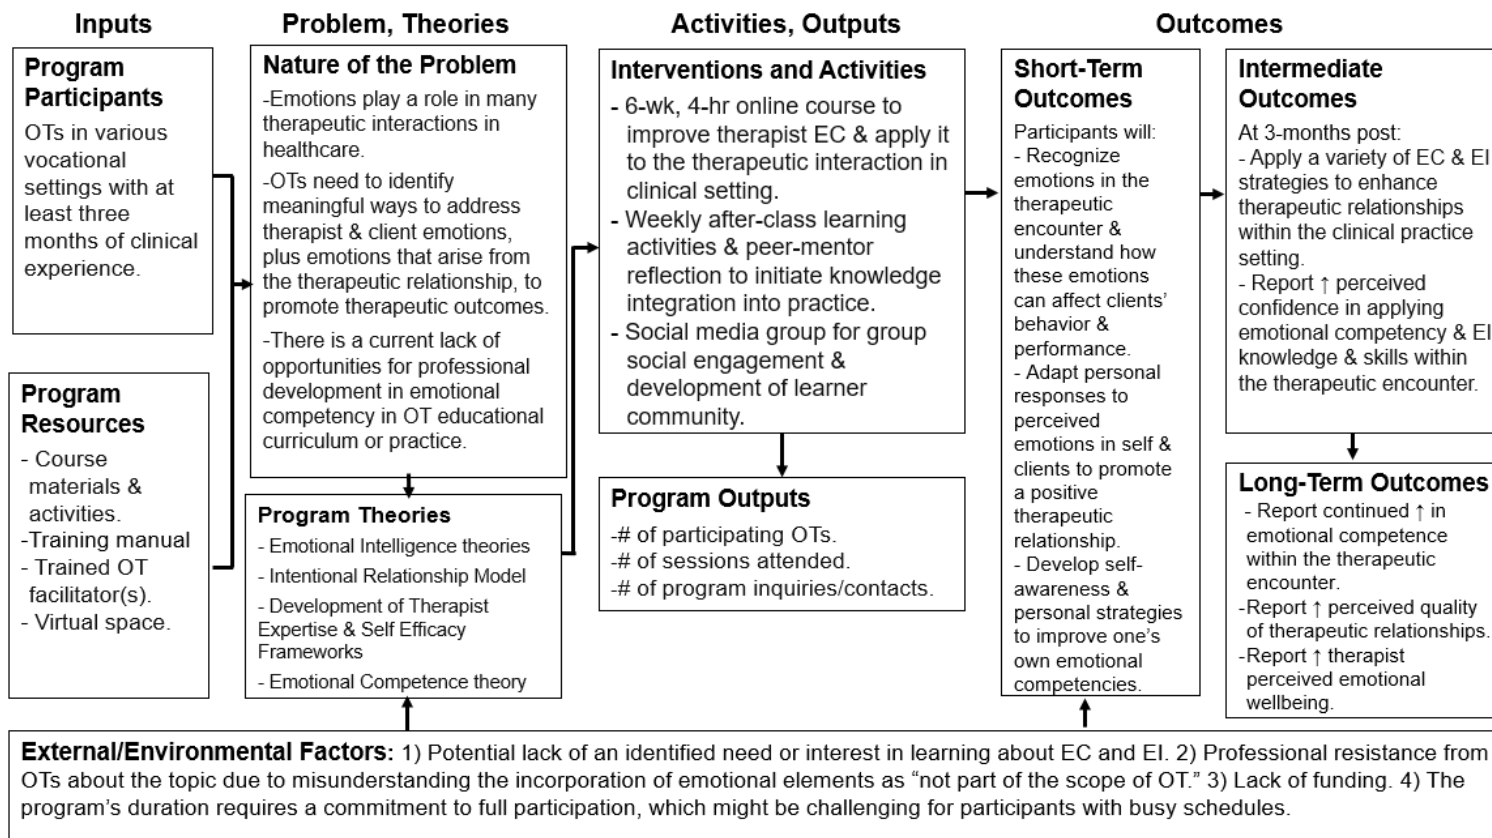 Inputs
Problem, Theories
Activities, Outputs
Outcomes
Program
Participants
OTs in various
vocational
settings with at
least three
months of clinical
experience.
Program
Resources
- Course
materials &
activities.
-Training manual
- Trained OT
facilitator(s).
- Virtual space.
Nature of the Problem
-Emotions play a role in many
therapeutic interactions in
healthcare.
-OTs need to identify
meaningful ways to address
therapist & client emotions,
plus emotions that arise from
the therapeutic relationship, to
promote therapeutic outcomes.
-There is a current lack of
opportunities for professional
development in emotional
competency in OT educational
curriculum or practice.
Program Theories
- Emotional Intelligence theories
- Intentional Relationship Model
- Development of Therapist
Expertise & Self Efficacy
Frameworks
- Emotional Competence theory
Interventions and Activities
- 6-wk, 4-hr online course to
improve therapist EC & apply it
to the therapeutic interaction in
clinical setting.
- Weekly after-class learning
activities & peer-mentor
reflection to initiate knowledge
integration into practice.
- Social media group for group
social engagement &
development of learner
community.
Program Outputs
-# of participating OTs.
-# of sessions attended.
-# of program inquiries/contacts.
Short-Term
Outcomes
Participants will:
- Recognize
emotions in the
therapeutic
encounter &
understand how
these emotions
can affect clients’
behavior &
performance.
- Adapt personal
responses to
perceived
emotions in self &
clients to promote
a positive
therapeutic
relationship.
- Develop self-
awareness &
personal strategies
to improve one’s
own emotional
competencies.
Intermediate
Outcomes
At 3-months post:
- Apply a variety of EC & EI
strategies to enhance
therapeutic relationships
within the clinical practice
setting.
- Report ↑ perceived
confidence in applying
emotional competency & EI
knowledge & skills within
the therapeutic encounter.
Long-Term Outcomes
- Report continued ↑ in
emotional competence
within the therapeutic
encounter.
-Report ↑ perceived quality
of therapeutic relationships.
-Report ↑ therapist
perceived emotional
wellbeing.
External/Environmental Factors: 1) Potential lack of an identified need or interest in learning about EC and EI. 2) Professional resistance from
OTs about the topic due to misunderstanding the incorporation of emotional elements as “not part of the scope of OT.” 3) Lack of funding. 4) The
program’s duration requires a commitment to full participation, which might be challenging for participants with busy schedules.